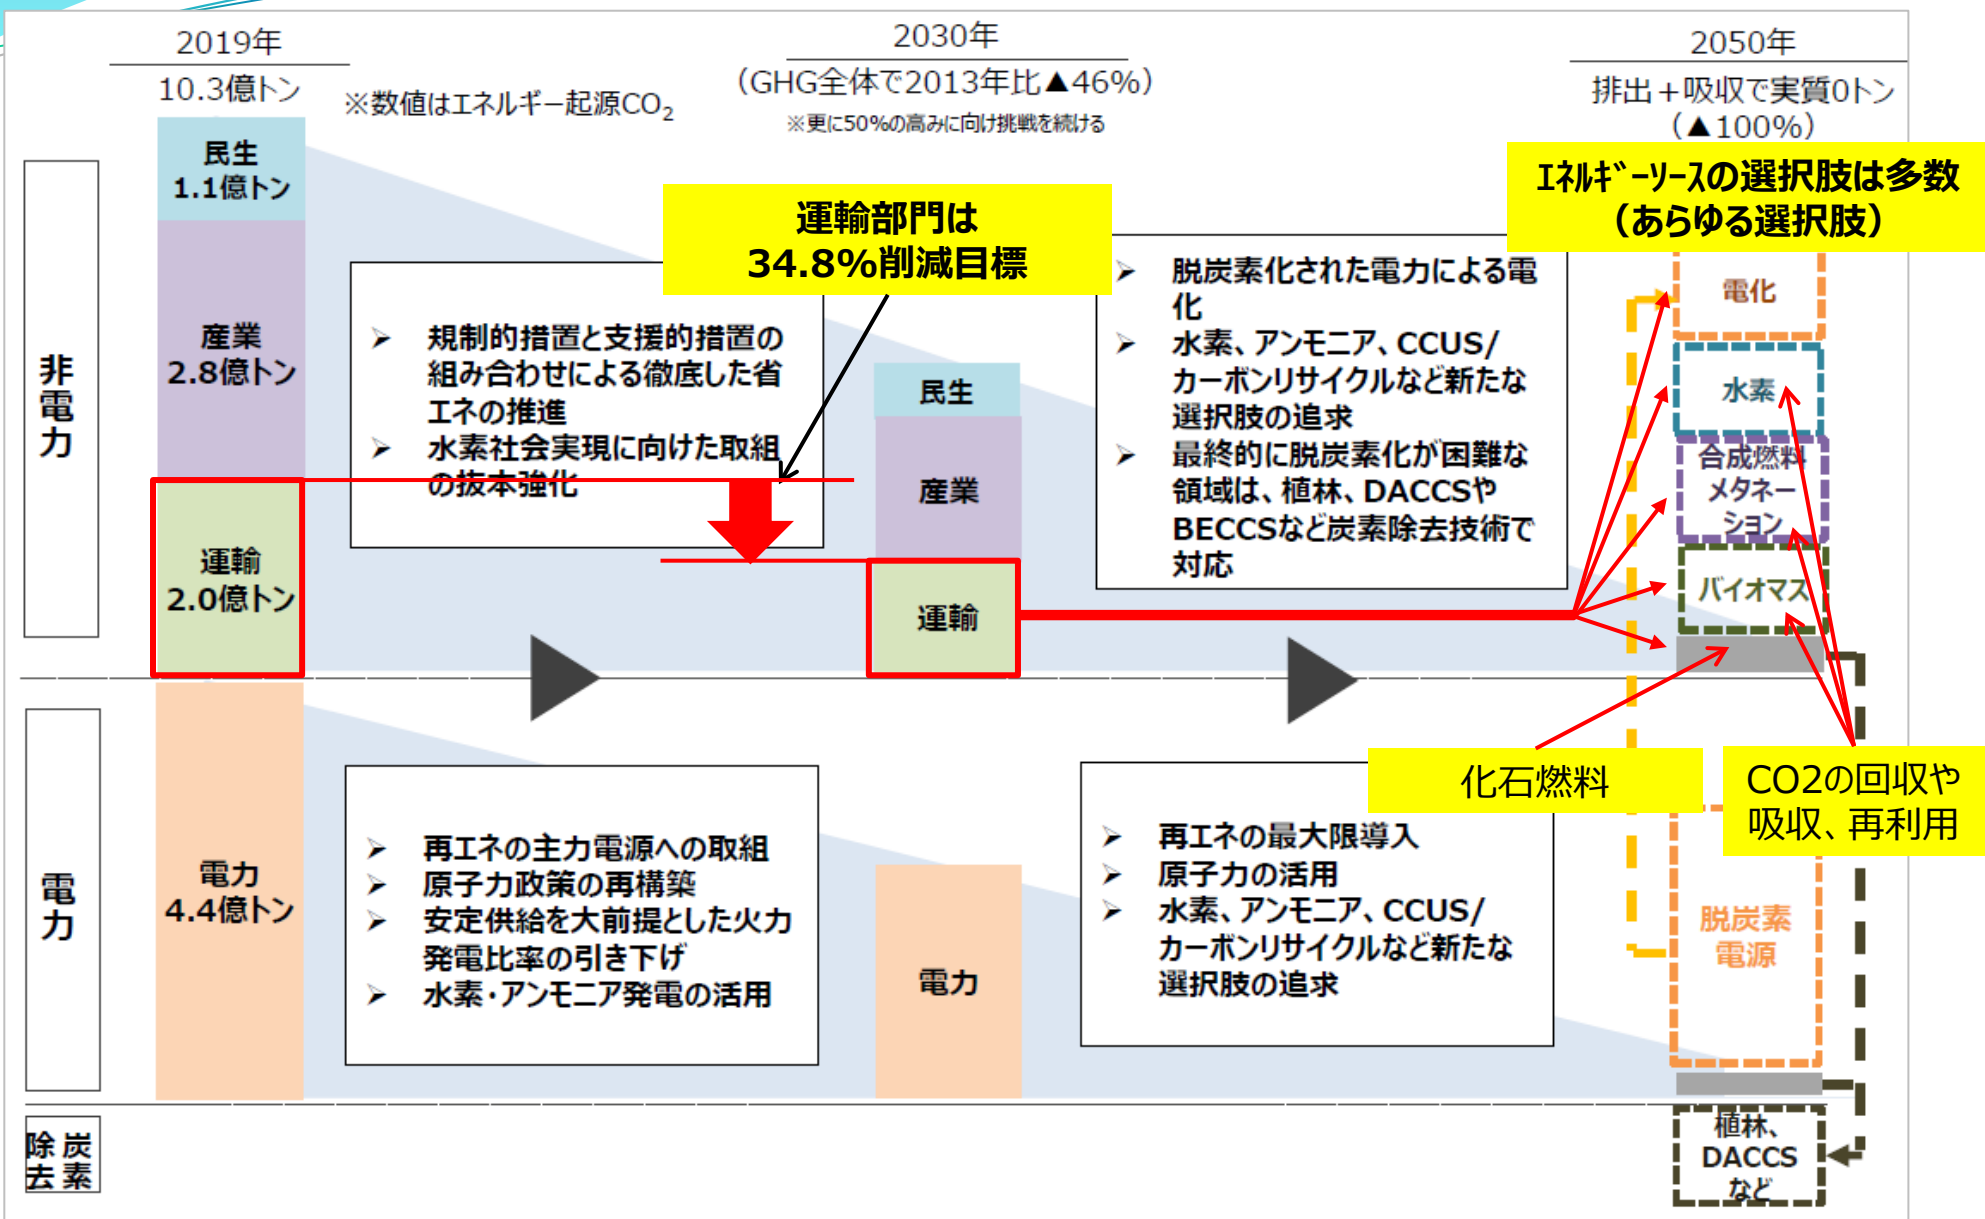 2019年
10.3億トン
※数値はエネルギー起源CO2
2030年
（GHG全体で2013年比▲46%）
※更に50%の高みに向け挑戦を続ける
2050年
排出＋吸収で実質0トン
（▲100%）
ｴﾈﾙｷﾞｰｿｰｽの選択肢は多数
（あらゆる選択肢）
運輸部門は
34.8%削減目標
非電力
民生
1.1億トン
産業
2.8億トン
運輸
2.0億トン
➢ 規制的措置と支援的措置の
組み合わせによる徹底した省
エネの推進
➢ 水素社会実現に向けた取組
の抜本強化
民生
産業
運輸
➢ 脱炭素化された電力による電
化
➢ 水素、アンモニア、CCUS/
カーボンリサイクルなど新たな
選択肢の追求
➢ 最終的に脱炭素化が困難な
領域は、植林、DACCSや
BECCSなど炭素除去技術で
対応
電化
水素
合成燃料
メタネー
ション
バイオマス
化石燃料
CO2の回収や
吸収、再利用
電力
電力
4.4億トン
➢ 再エネの主力電源への取組
➢ 原子力政策の再構築
➢ 安定供給を大前提とした火力
発電比率の引き下げ
➢ 水素・アンモニア発電の活用
電力
➢ 再エネの最大限導入
➢ 原子力の活用
➢ 水素、アンモニア、CCUS/
カーボンリサイクルなど新たな
選択肢の追求
脱炭素
電源
炭素除去
植林、
DACCS
など